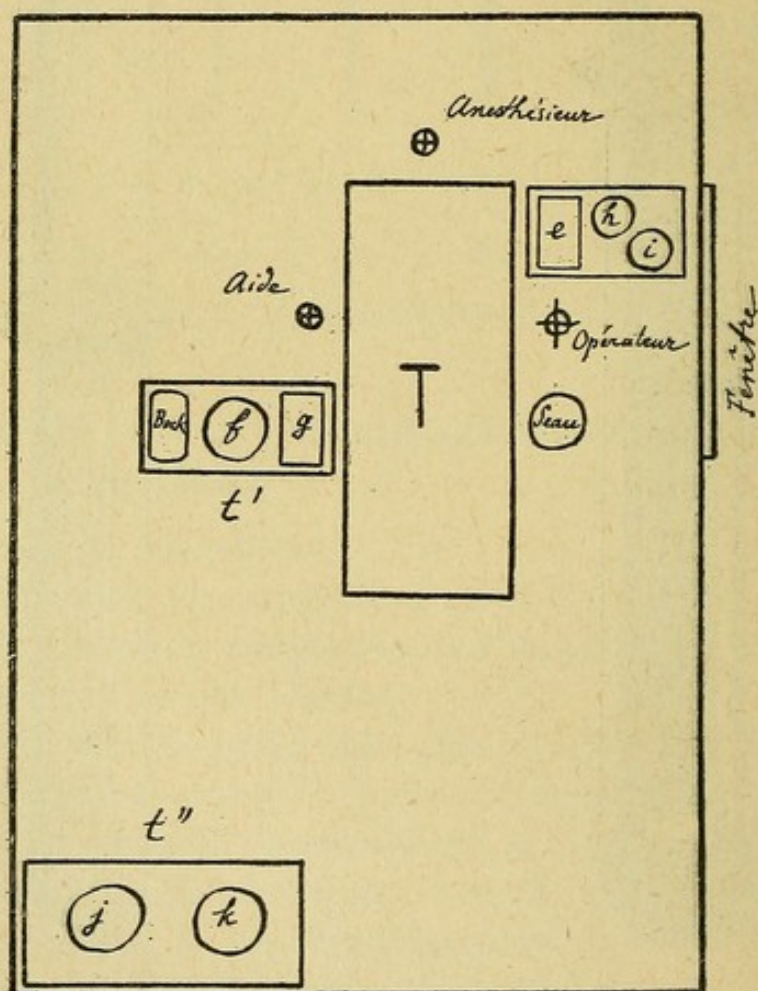 Anesthésieur
e h
i
Aide
Opérateur
Fenêtre
T
Bock f g
Seau
t'
t"
j k